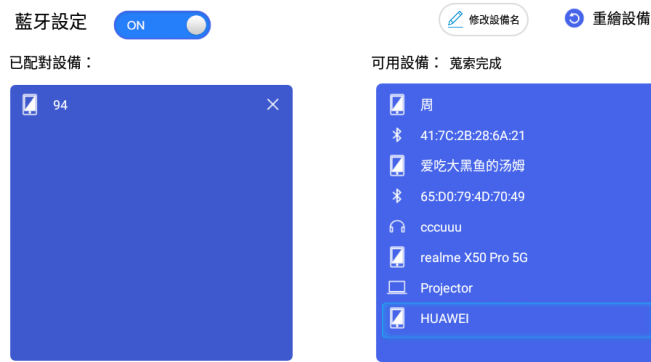 藍牙設定
ON
修改設備名
重繪設備
已配對設備：
可用設備： 蒐索完成
94
周
41:7C:2B:28:6A:21
爱吃大黑鱼的汤姆
65:D0:79:4D:70:49
cccuuu
realme X50 Pro 5G
Projector
HUAWEI